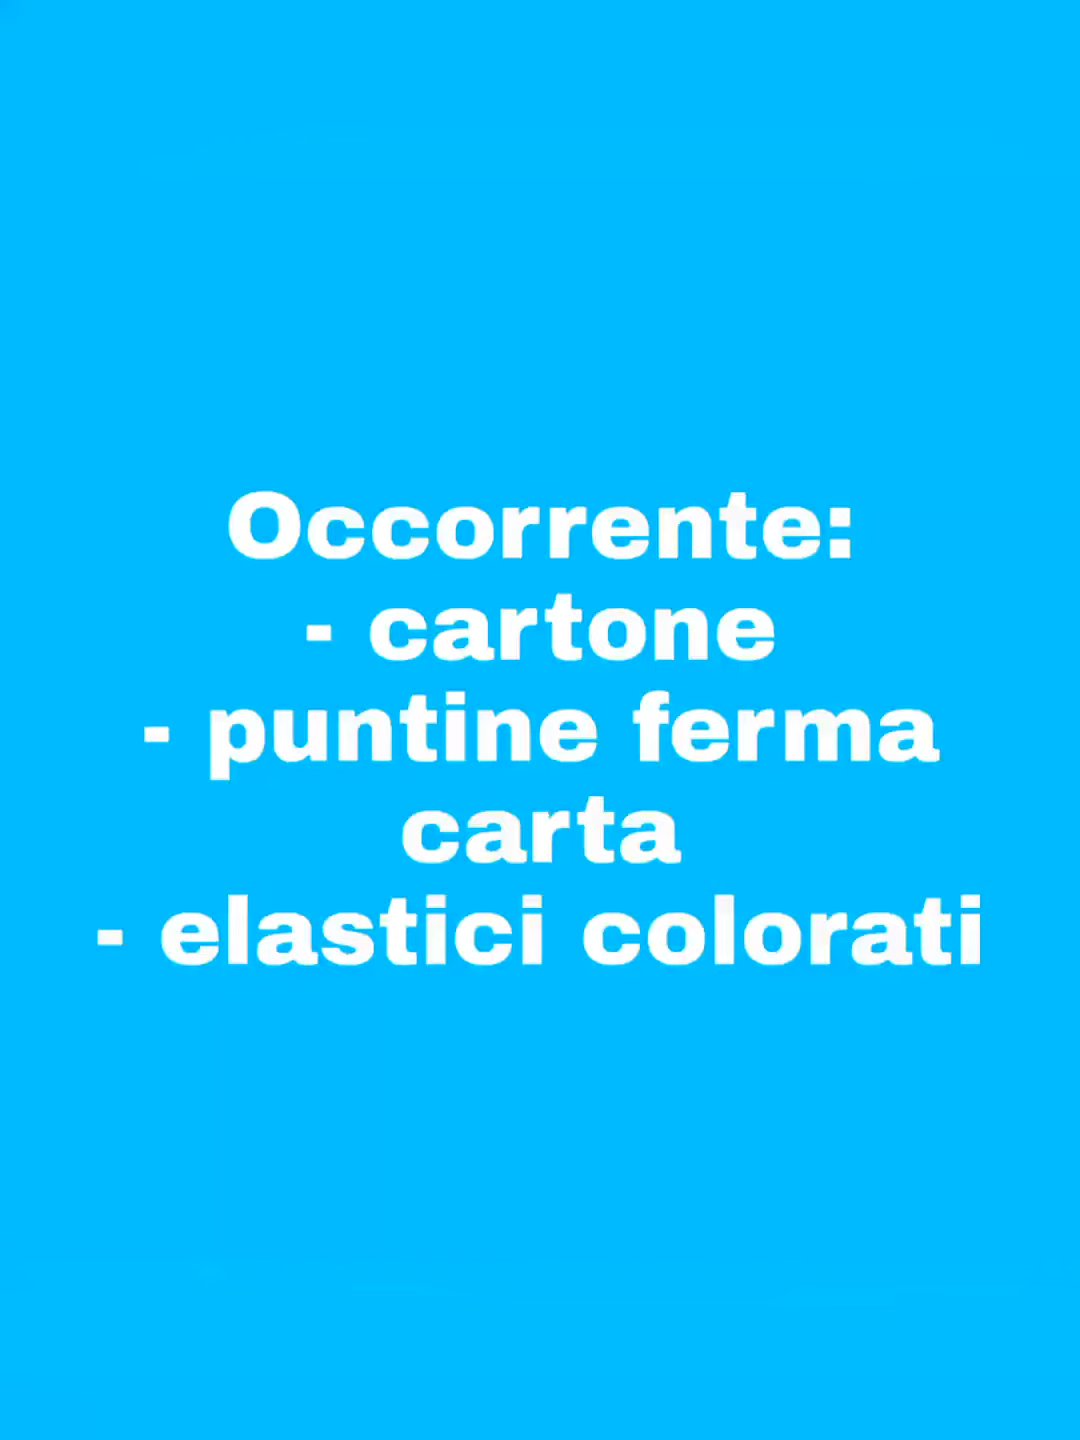 Occorrente:
- cartone
- puntine ferma
carta
- elastici colorati